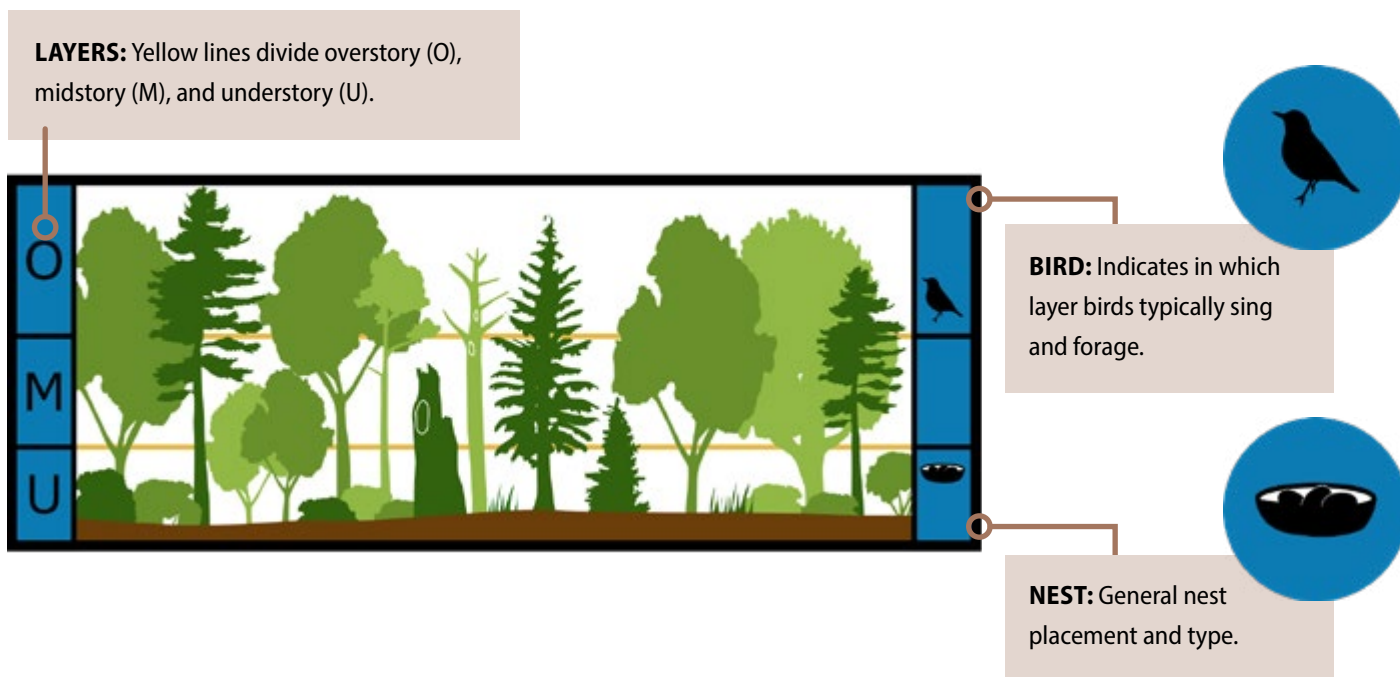 LAYERS: Yellow lines divide overstory (O),
midstory (M), and understory (U).
O
M
U
BIRD: Indicates in which
layer birds typically sing
and forage.
NEST: General nest
placement and type.